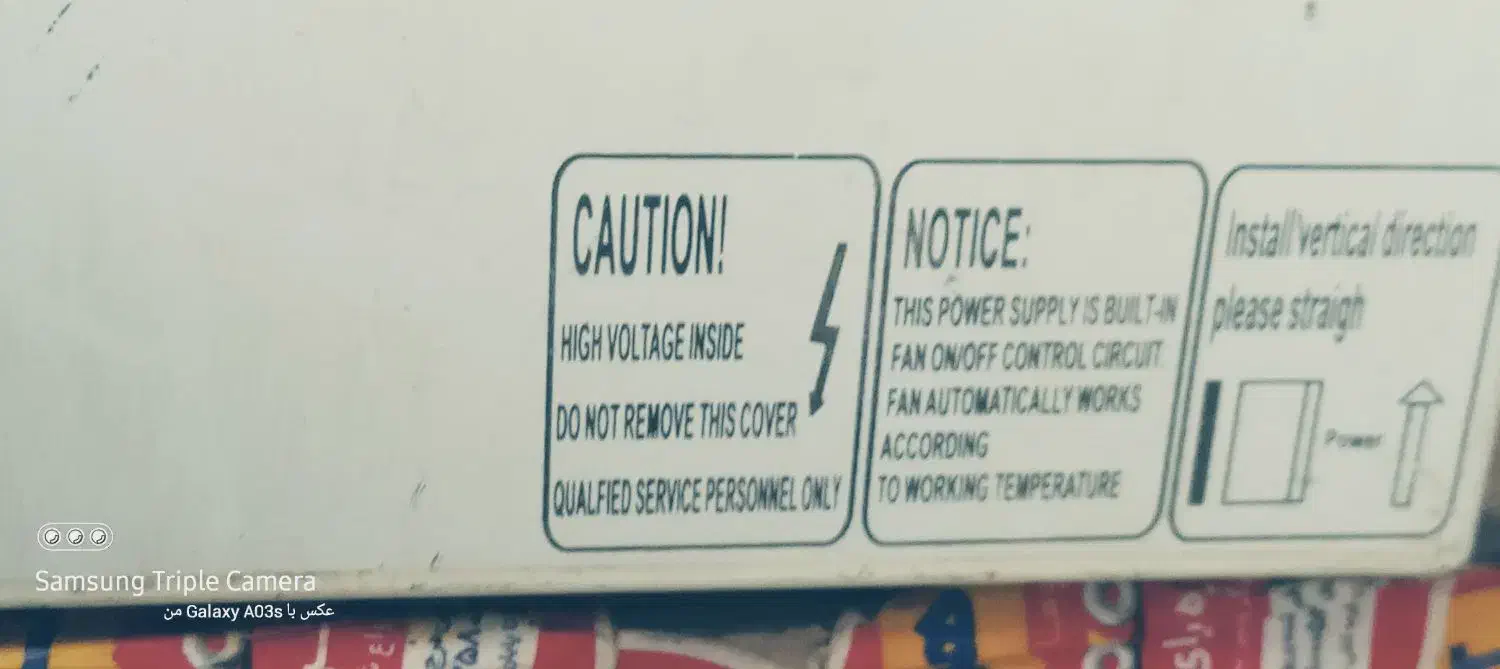 CAUTION!
HIGH VOLTAGE INSIDE
DO NOT REMOVE THIS COVER
QUALFIED SERVICE PERSONNEL ONLY
NOTICE:
THIS POWER SUPPLY IS BUILT-IN
FAN ON/OFF CONTROL CIRCUIT
FAN AUTOMATICALLY WORKS
ACCORDING
TO WORKING TEMPERATURE
Install vertical direction
please straigh
Power
Samsung Triple Camera
عکس با Galaxy A03s من